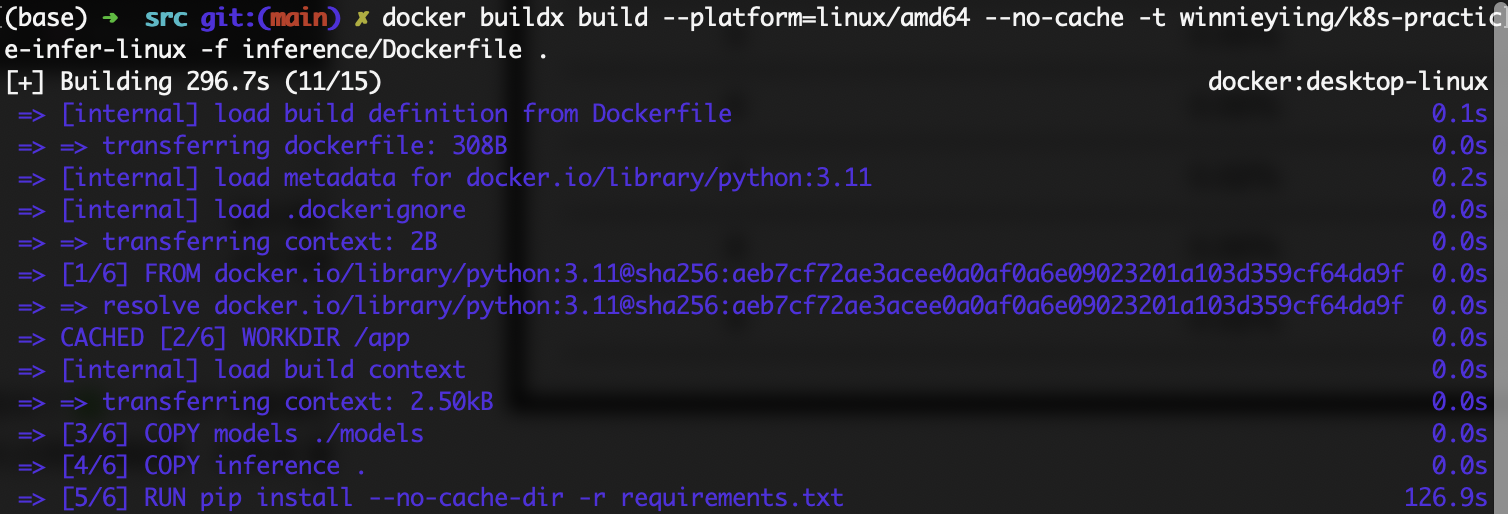 (base) ➜ src git:(main) ✗ docker buildx build --platform=linux/amd64 --no-cache -t winnieyiing/k8s-practic
e-infer-linux -f inference/Dockerfile .
[+] Building 296.7s (11/15) docker:desktop-linux
=> [internal] load build definition from Dockerfile 0.1s
=> => transferring dockerfile: 308B 0.0s
=> [internal] load metadata for docker.io/library/python:3.11 0.2s
=> [internal] load .dockerignore 0.0s
=> => transferring context: 2B 0.0s
=> [1/6] FROM docker.io/library/python:3.11@sha256:aeb7cf72ae3acee0a0af0a6e09023201a103d359cf64da9f 0.0s
=> => resolve docker.io/library/python:3.11@sha256:aeb7cf72ae3acee0a0af0a6e09023201a103d359cf64da9f 0.0s
=> CACHED [2/6] WORKDIR /app 0.0s
=> [internal] load build context 0.0s
=> => transferring context: 2.50kB 0.0s
=> [3/6] COPY models ./models 0.0s
=> [4/6] COPY inference . 0.0s
=> [5/6] RUN pip install --no-cache-dir -r requirements.txt 126.9s